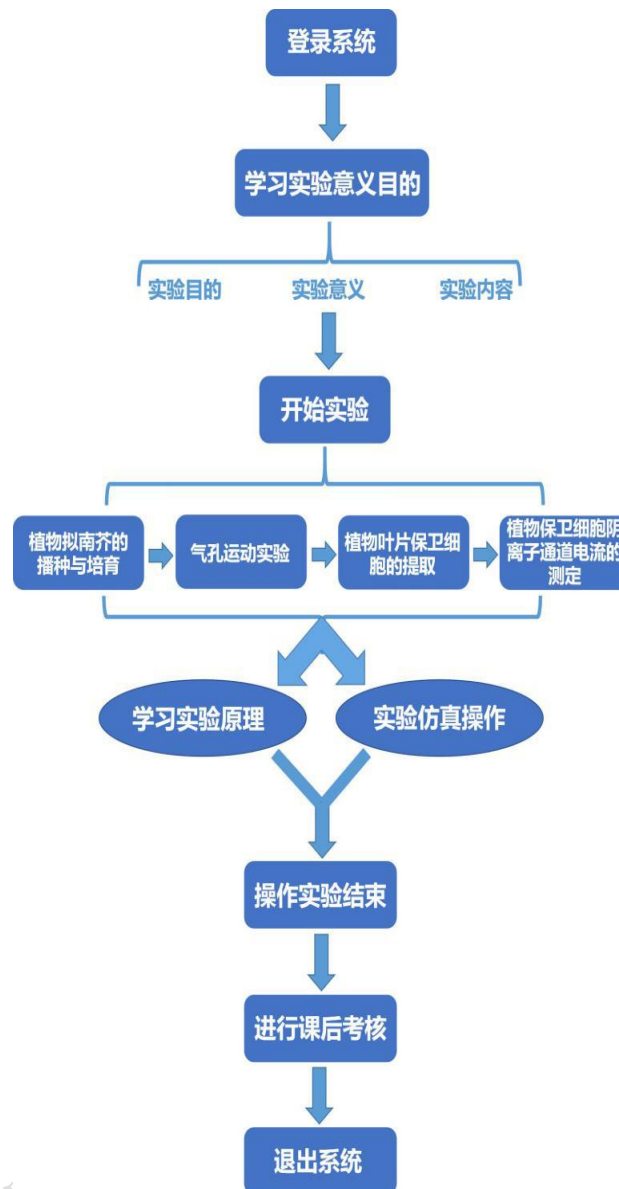 登录系统
学习实验意义目的
实验目的 实验意义 实验内容
开始实验
植物拟南芥的
播种与培育
气孔运动实验
植物叶片保卫细
胞的提取
植物保卫细胞阴
离子通道电流的
测定
学习实验原理
实验仿真操作
操作实验结束
进行课后考核
退出系统